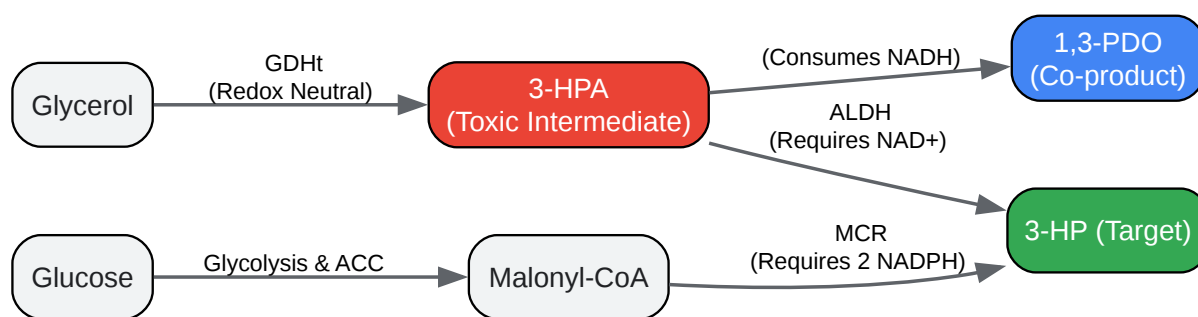 Glycerol
GDHt
(Redox Neutral)
3-HPA
(Toxic Intermediate)
(Consumes NADH)
1,3-PDO
(Co-product)
ALDH
(Requires NAD+)
3-HP (Target)
Glucose
Glycolysis & ACC
Malonyl-CoA
MCR
(Requires 2 NADPH)